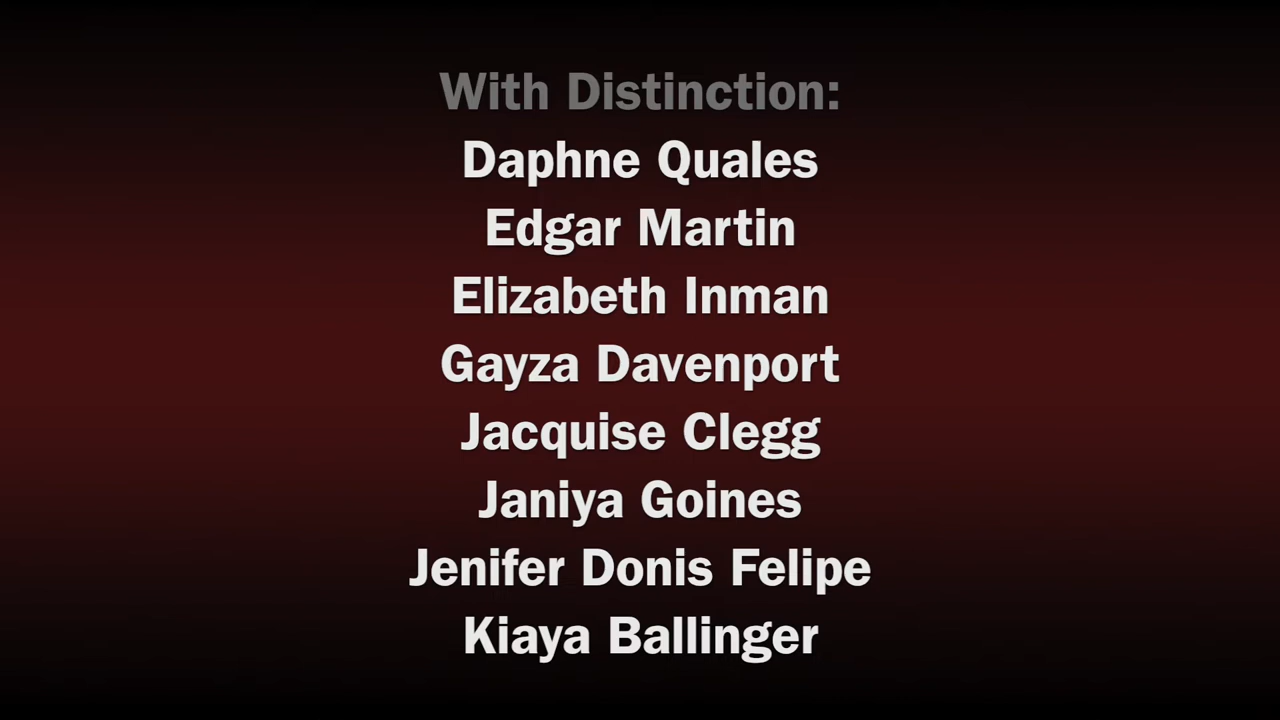 With Distinction:
Daphne Quales
Edgar Martin
Elizabeth Inman
Gayza Davenport
Jacquise Clegg
Janiya Goines
Jenifer Donis Felipe
Kiaya Ballinger